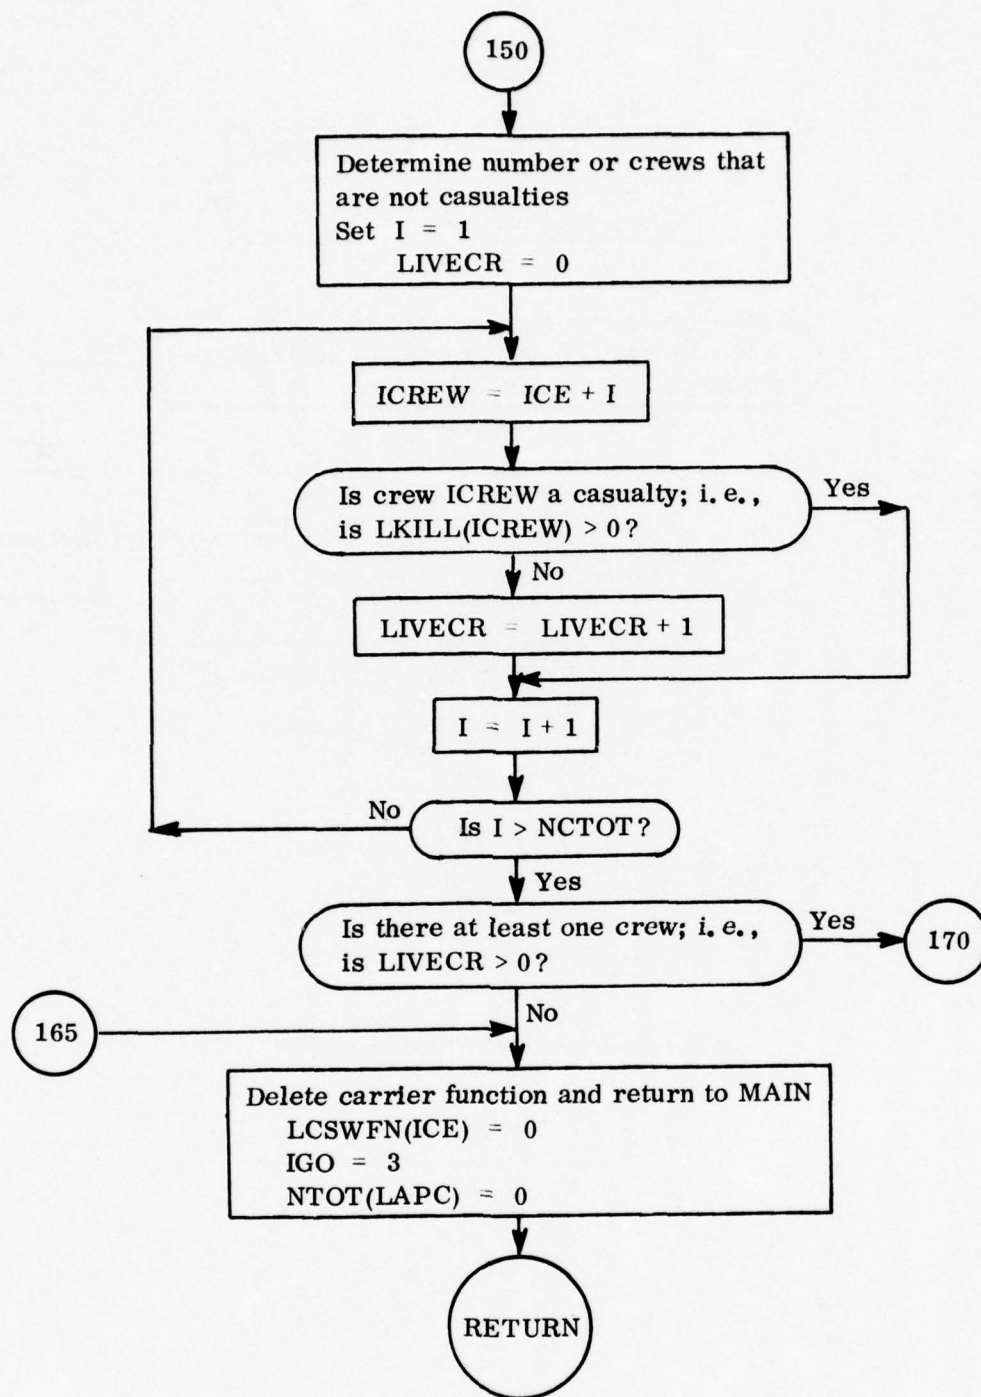 150
Determine number or crews that
are not casualties
Set I = 1
LIVECR = 0
ICREW = ICE + I
Is crew ICREW a casualty; i.e.,
is LKILL(ICREW) > 0?
Yes
No
LIVECR = LIVECR + 1
I = I + 1
No
Is I > NCTOT?
Yes
Is there at least one crew; i.e.,
is LIVECR > 0?
Yes
170
No
165
Delete carrier function and return to MAIN
LCSWFN(ICE) = 0
IGO = 3
NTOT(LAPC) = 0
RETURN